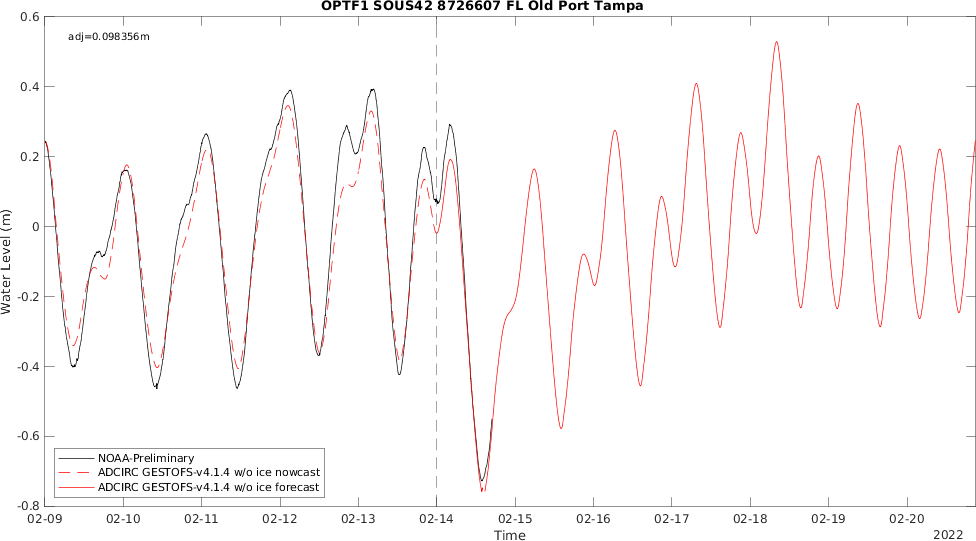 OPTF1 SOUS42 8726607 FL Old Port Tampa
adj=0.098356m
0.6
0.4
0.2
0
-0.2
-0.4
-0.6
-0.8
Water Level (m)
NOAA-Preliminary
ADCIRC GESTOFS-v4.1.4 w/o ice nowcast
ADCIRC GESTOFS-v4.1.4 w/o ice forecast
02-09 02-10 02-11 02-12 02-13 02-14 02-15 02-16 02-17 02-18 02-19 02-20
Time
2022